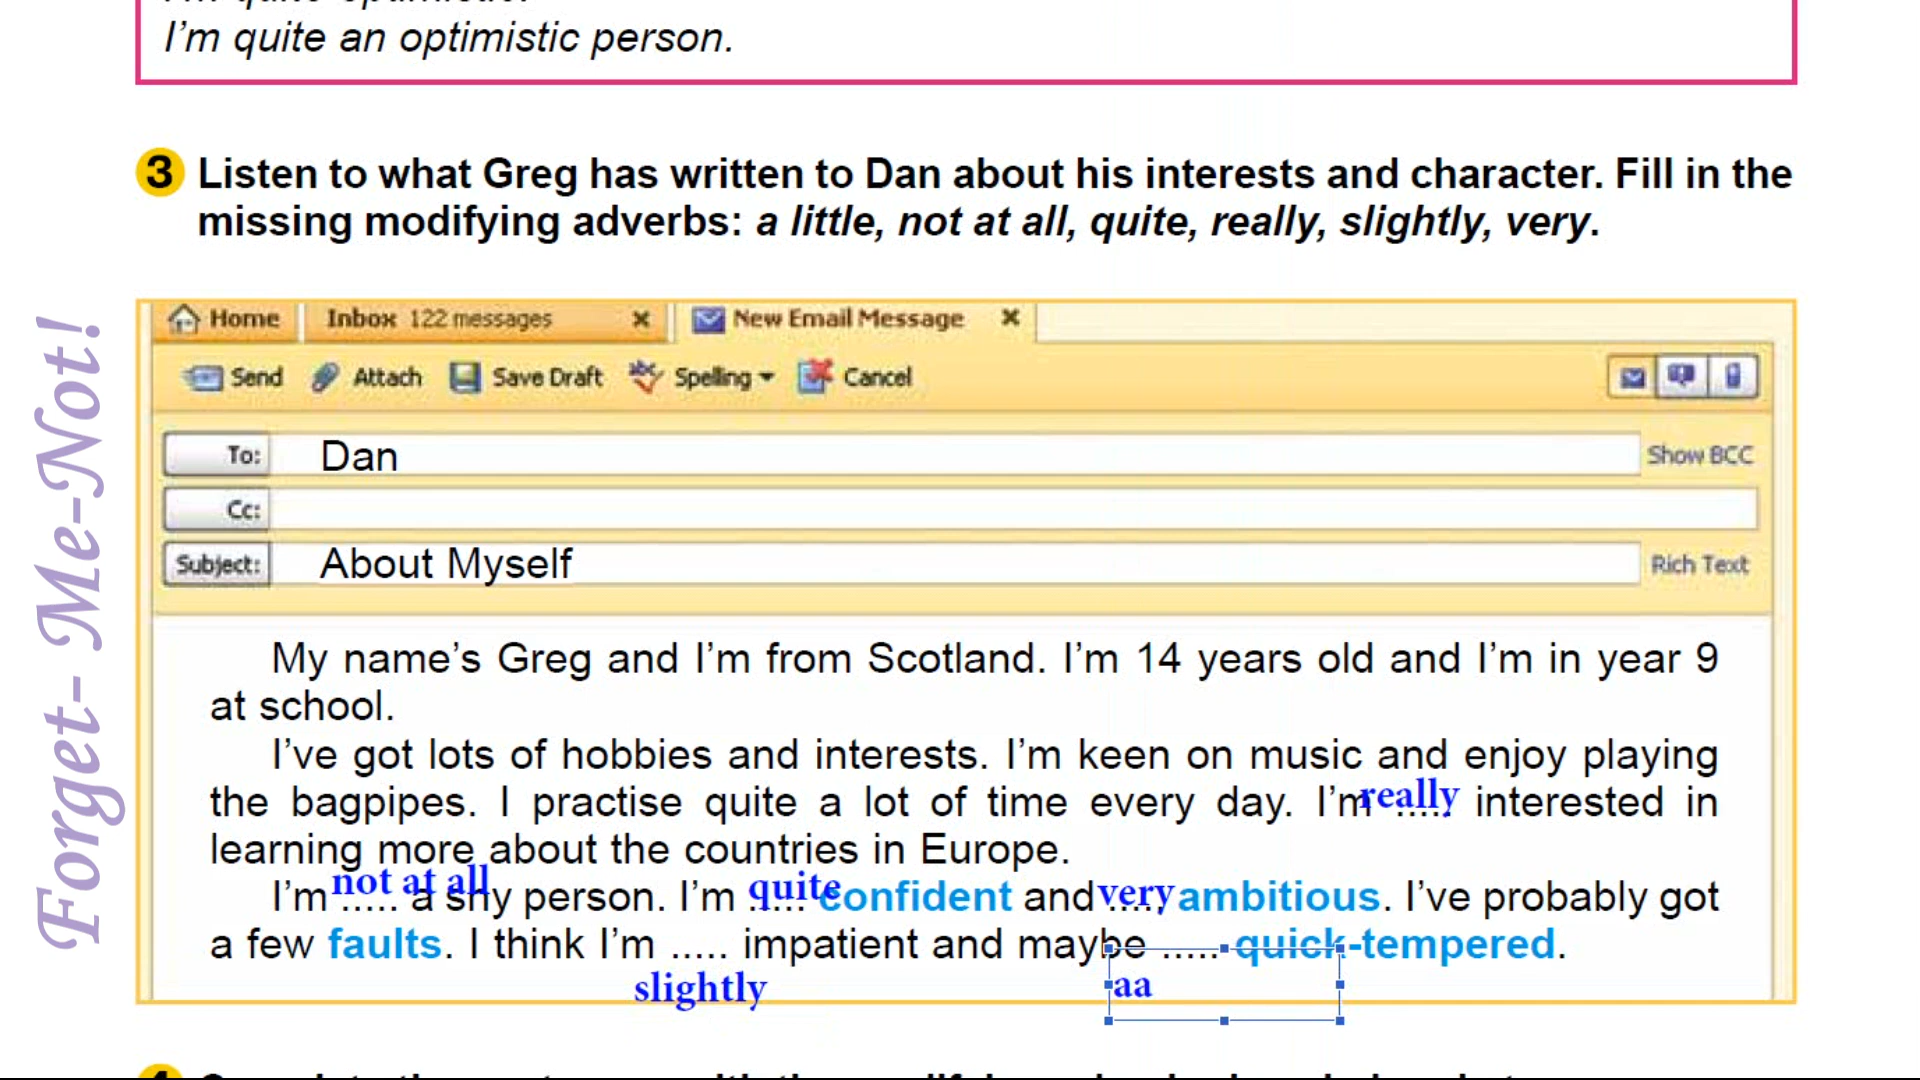 I'm quite an optimistic person.
3 Listen to what Greg has written to Dan about his interests and character. Fill in the
missing modifying adverbs: a little, not at all, quite, really, slightly, very.
Forget- Me-Not!
Home Inbox 122 messages × New Email Message ×
Send Attach Save Draft Spelling Cancel
To: Dan Show BCC
Cc:
Subject: About Myself Rich Text
My name's Greg and I'm from Scotland. I'm 14 years old and I'm in year 9
at school.
I've got lots of hobbies and interests. I'm keen on music and enjoy playing
the bagpipes. I practise quite a lot of time every day. I'm ..... really interested in
learning more about the countries in Europe.
I'm ..... not at all a shy person. I'm ..... quite confident and ..... very ambitious. I've probably got
a few faults. I think I'm ..... impatient and maybe ..... quick-tempered.
slightly aa